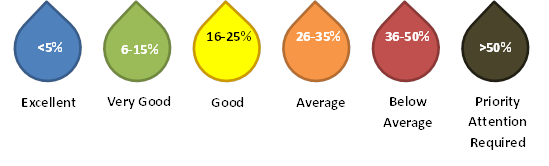 <5% 6-15% 16-25% 26-35% 36-50% >50%
Excellent Very Good Good Average Below Average Priority Attention Required